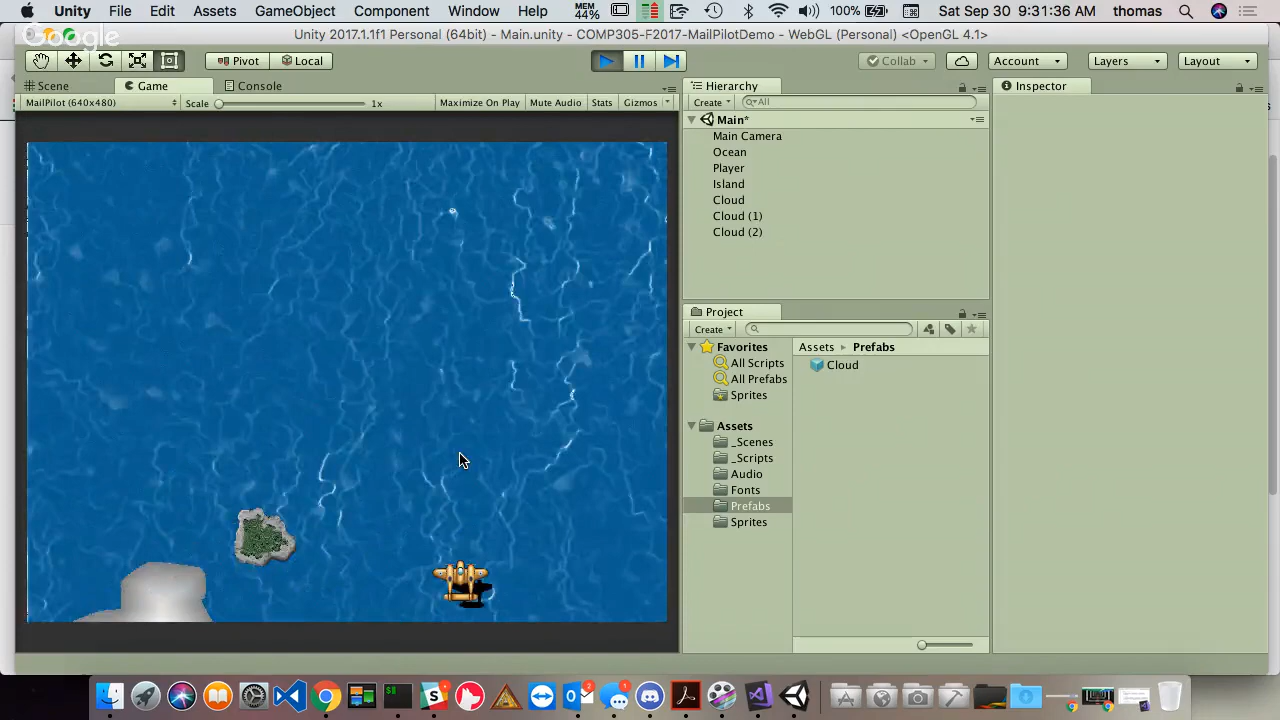 Unity File Edit Assets GameObject Component Window Help MEM 44% 100% Sat Sep 30 9:31:36 AM thomas
Google
Unity 2017.1.1f1 Personal (64bit) - Main.unity - COMP305-F2017-MailPilot - WebGL (Personal) <OpenGL 4.1>
Pivot Local Collab Account Layers Layout
Scene Game Console Hierarchy Inspector
MailPilot (640x480) Scale 1x Maximize On Play Mute Audio Stats Gizmos Create All
Main*
Main Camera
Ocean
Player
Island
Cloud
Cloud (1)
Cloud (2)
Project
Create
Favorites
All Scripts
All Prefabs
Sprites
Assets
_Scenes
_Scripts
Audio
Fonts
Prefabs
Sprites
Assets Prefabs
Cloud